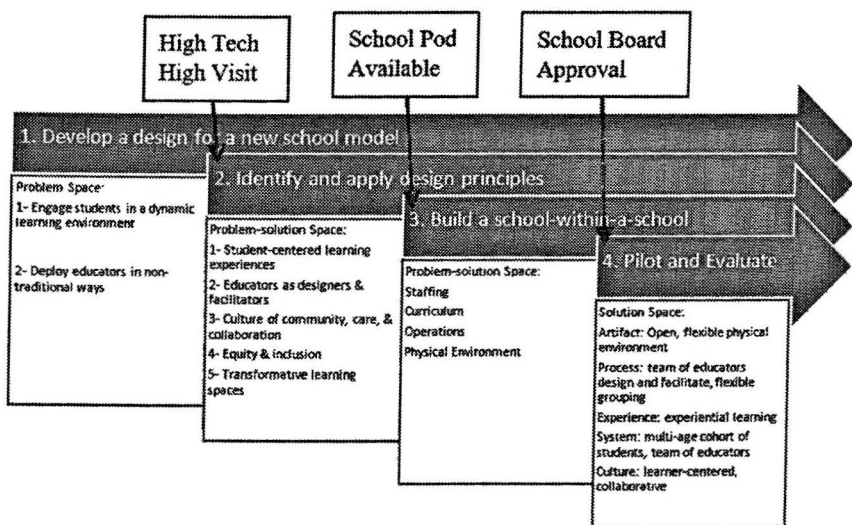 High Tech
High Visit
School Pod
Available
School Board
Approval
1. Develop a design for a new school model
Problem Space:
1- Engage students in a dynamic
learning environment
2- Deploy educators in non-
traditional ways
2. Identify and apply design principles
Problem-solution Space:
1- Student-centered learning
experiences
2- Educators as designers &
facilitators
3- Culture of community, care, &
collaboration
4- Equity & inclusion
5- Transformative learning
spaces
3. Build a school-within-a-school
Problem-solution Space:
Staffing
Curriculum
Operations
Physical Environment
4. Pilot and Evaluate
Solution Space:
Artifact: Open, flexible physical
environment
Process: team of educators
design and facilitate, flexible
grouping
Experience: experiential learning
System: multi-age cohort of
students, team of educators
Culture: learner-centered,
collaborative